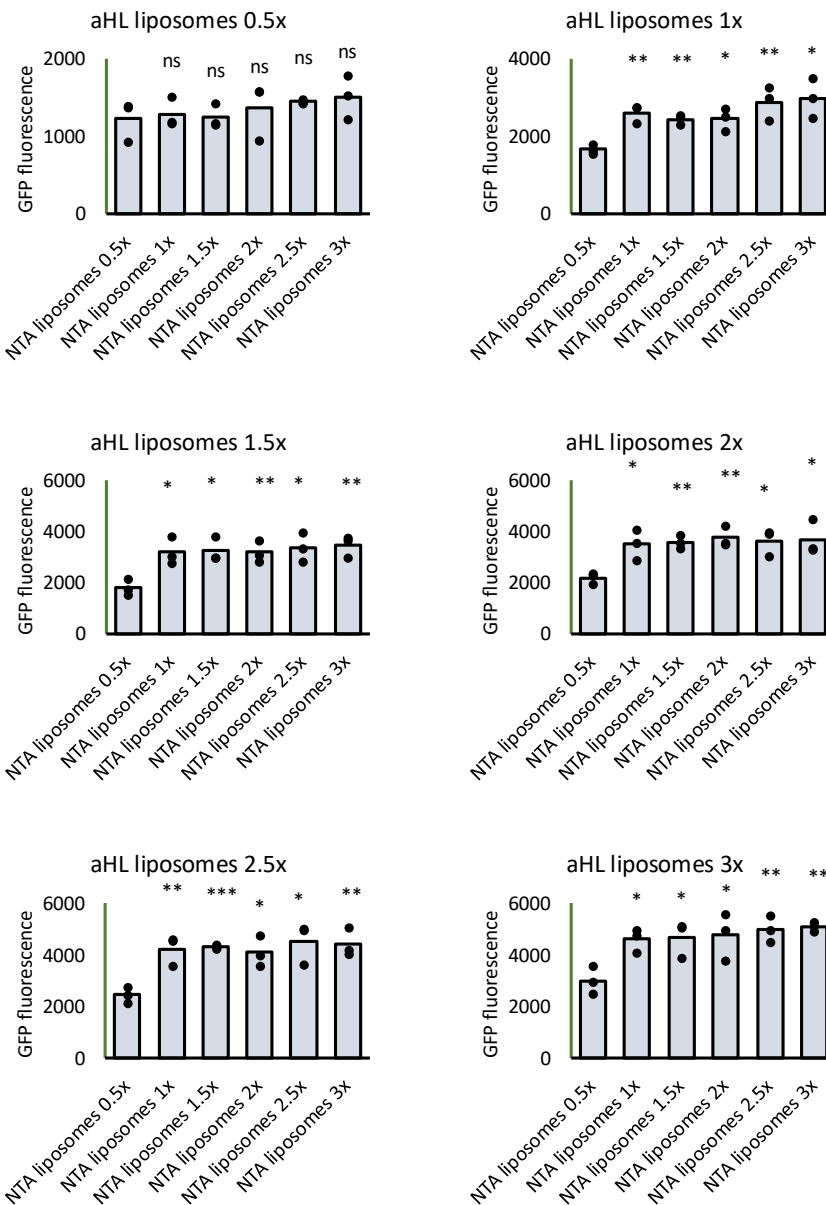 aHL liposomes 0.5x
GFP fluorescence
2000
1000
0
ns
ns
ns
ns
ns
NTA liposomes 0.5x
NTA liposomes 1x
NTA liposomes 1.5x
NTA liposomes 2x
NTA liposomes 2.5x
NTA liposomes 3x
aHL liposomes 1x
GFP fluorescence
4000
2000
0
**
**
*
**
*
NTA liposomes 0.5x
NTA liposomes 1x
NTA liposomes 1.5x
NTA liposomes 2x
NTA liposomes 2.5x
NTA liposomes 3x
aHL liposomes 1.5x
GFP fluorescence
6000
4000
2000
0
*
*
**
*
**
NTA liposomes 0.5x
NTA liposomes 1x
NTA liposomes 1.5x
NTA liposomes 2x
NTA liposomes 2.5x
NTA liposomes 3x
aHL liposomes 2x
GFP fluorescence
6000
4000
2000
0
*
**
**
*
*
NTA liposomes 0.5x
NTA liposomes 1x
NTA liposomes 1.5x
NTA liposomes 2x
NTA liposomes 2.5x
NTA liposomes 3x
aHL liposomes 2.5x
GFP fluorescence
6000
4000
2000
0
**
***
*
*
**
NTA liposomes 0.5x
NTA liposomes 1x
NTA liposomes 1.5x
NTA liposomes 2x
NTA liposomes 2.5x
NTA liposomes 3x
aHL liposomes 3x
GFP fluorescence
6000
4000
2000
0
*
*
*
**
**
NTA liposomes 0.5x
NTA liposomes 1x
NTA liposomes 1.5x
NTA liposomes 2x
NTA liposomes 2.5x
NTA liposomes 3x